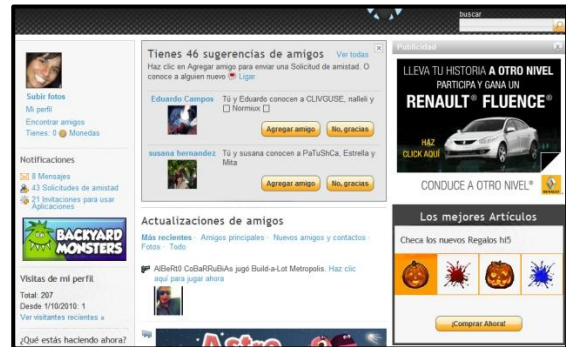 buscar
Subir fotos
Mi perfil
Encontrar amigos
Tienes: 0 Monedas
Notificaciones
8 Mensajes
43 Solicitudes de amistad
21 Invitaciones para usar
Aplicaciones
BACKYARD
MONSTERS
Visitas de mi perfil
Total: 207
Desde 1/10/2010: 1
Ver visitantes recientes »
¿Qué estás haciendo ahora?
Tienes 46 sugerencias de amigos Ver todas
Haz clic en Agregar amigo para enviar una Solicitud de amistad. O
conoce a alguien nuevo Ligar
Eduardo Campos Tú y Eduardo conocen a CLIVGUSE, nalleli y
Normiux
Agregar amigo No, gracias
susana hernandez Tú y susana conocen a PaTuShCa, Estrella y
Mita
Agregar amigo No, gracias
Actualizaciones de amigos
Más recientes · Amigos principales · Nuevos amigos y contactos ·
Fotos · Todo
AlBeRt0 CoBaRRuBiAs jugó Build-a-Lot Metropolis. Haz clic
aquí para jugar ahora
Astro
Publicidad
LLEVA TU HISTORIA A OTRO NIVEL
PARTICIPA Y GANA UN
RENAULT® FLUENCE®
HAZ
CLICK AQUÍ
CONDUCE A OTRO NIVEL®
Los mejores Artículos
Checa los nuevos Regalos hi5
¡Comprar Ahora!